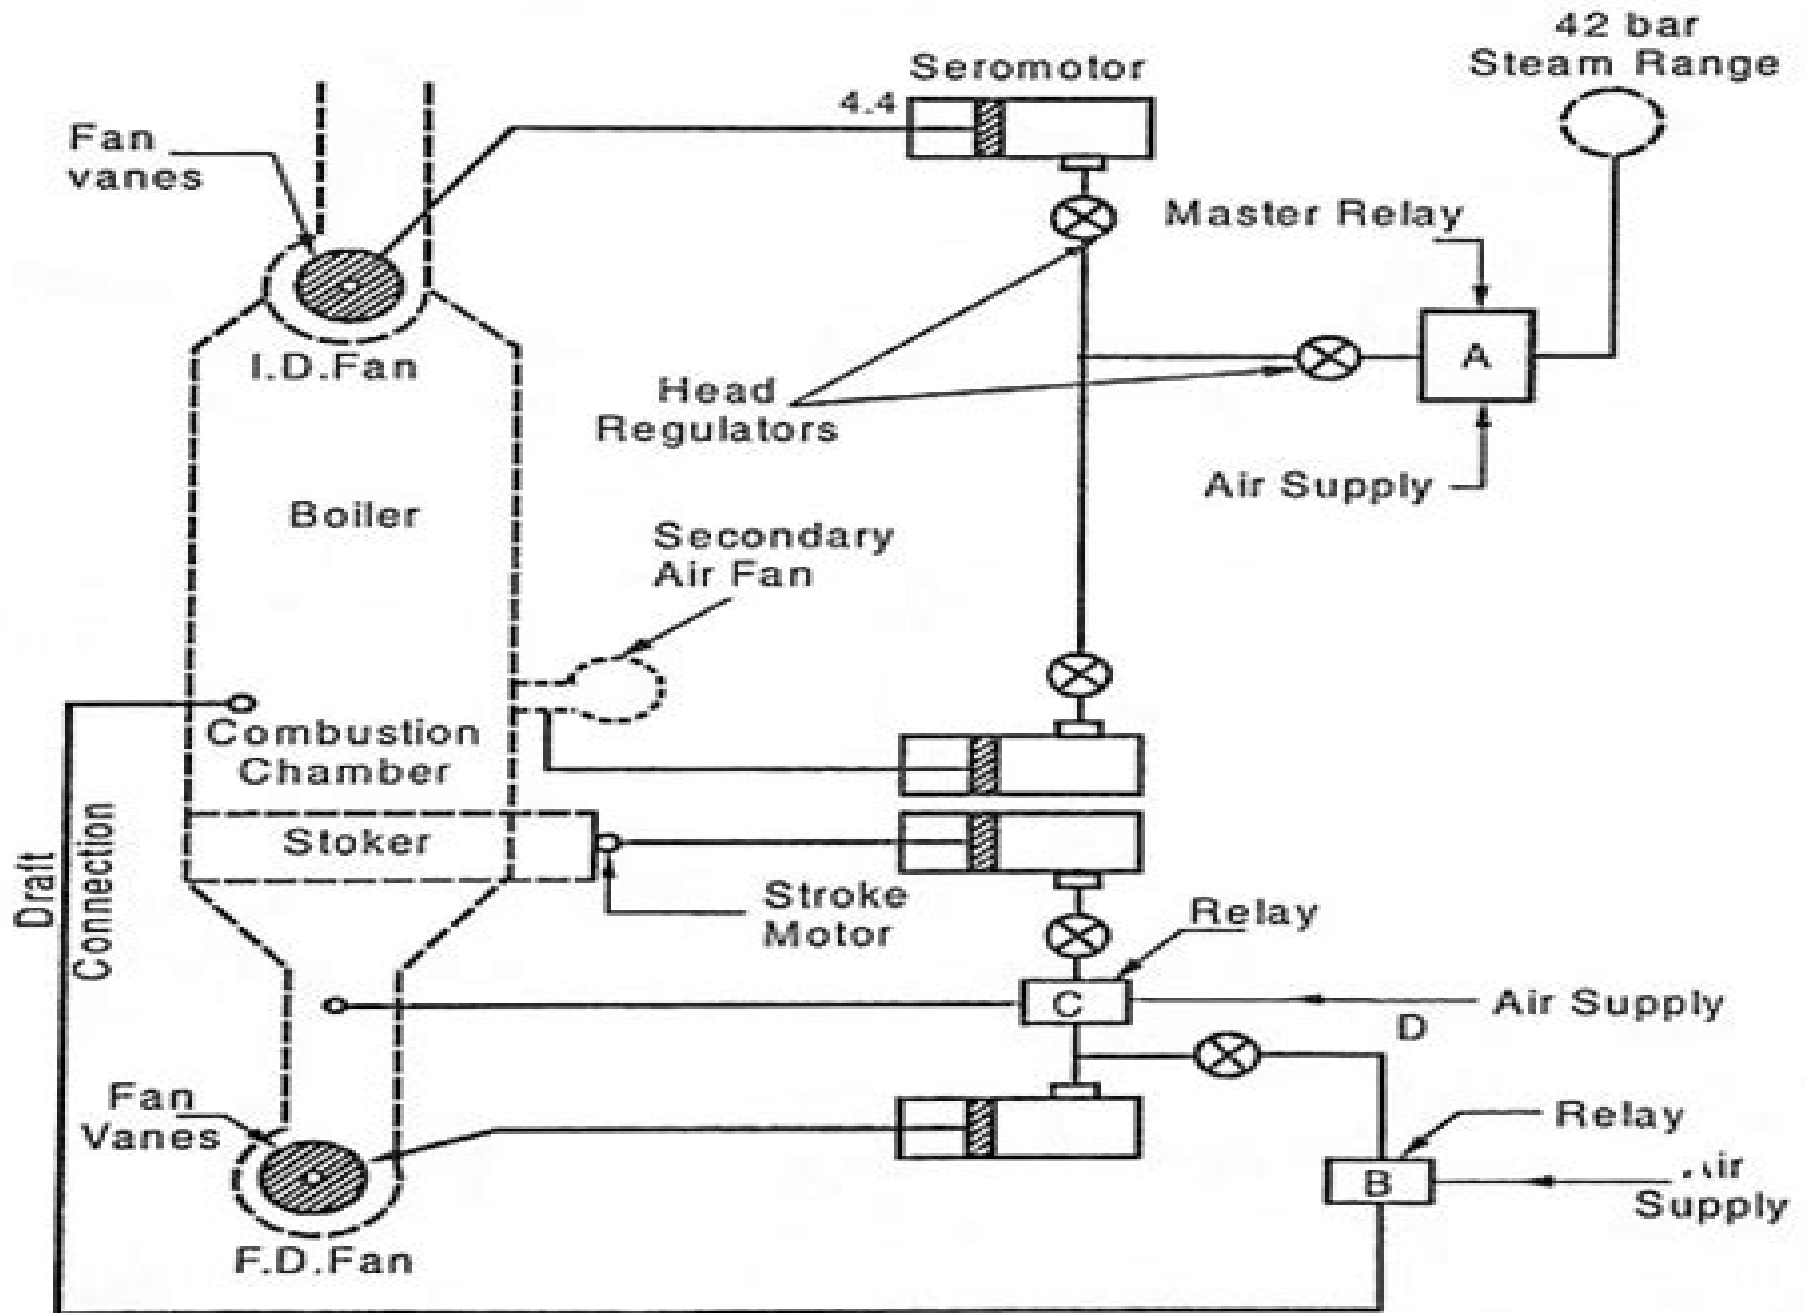 42 bar
Steam Range
Seromotor
4.4
Fan
vanes
Master Relay
A
I.D.Fan
Head
Regulators
Air Supply
Boiler
Secondary
Air Fan
Combustion
Chamber
Stoker
Draft
Connection
Stroke
Motor
Relay
C
Air Supply
D
Fan
Vanes
Relay
B
Supply
F.D.Fan